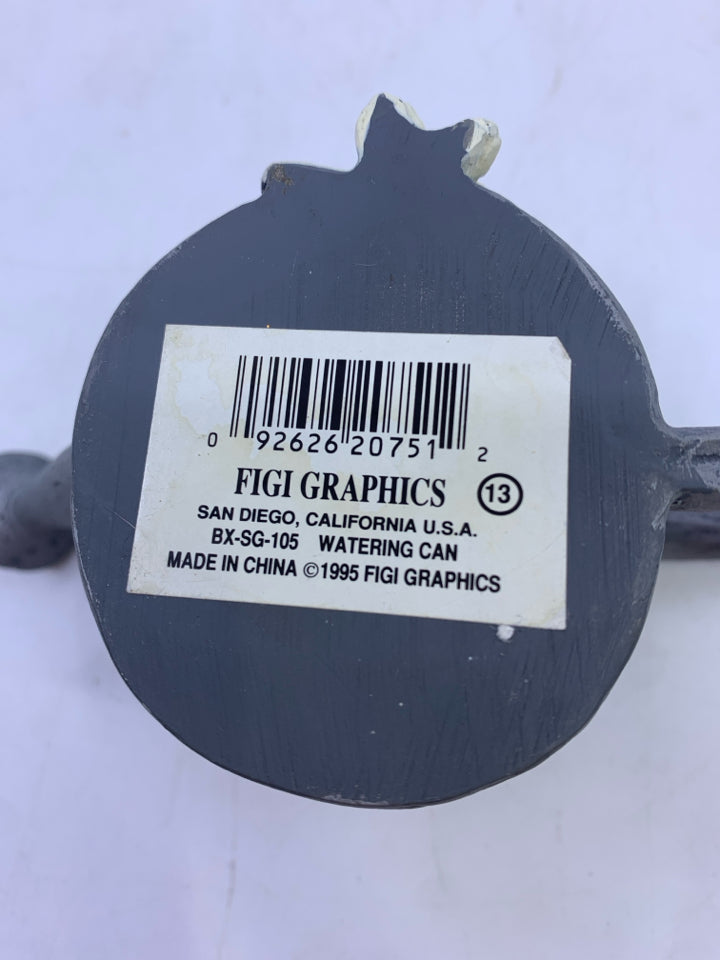 0 92626 20751 2
FIGI GRAPHICS 13
SAN DIEGO, CALIFORNIA U.S.A.
BX-SG-105 WATERING CAN
MADE IN CHINA ©1995 FIGI GRAPHICS